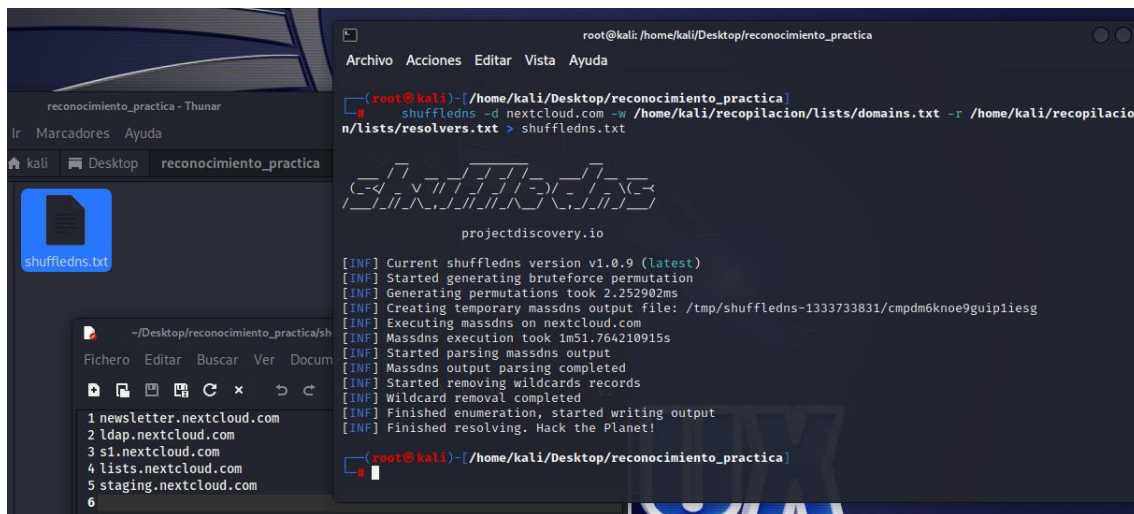 root@kali: /home/kali/Desktop/reconocimiento_practica
Archivo Acciones Editar Vista Ayuda
┌──(root㉿kali)-[/home/kali/Desktop/reconocimiento_practica]
└─# shuffledns -d nextcloud.com -w /home/kali/recopilacion/lists/domains.txt -r /home/kali/recopilacio
n/lists/resolvers.txt > shuffledns.txt
shuffledns
projectdiscovery.io
[INF] Current shuffledns version v1.0.9 (latest)
[INF] Started generating bruteforce permutation
[INF] Generating permutations took 2.252902ms
[INF] Creating temporary massdns output file: /tmp/shuffledns-1333733831/cmpdm6knoe9guip1iesg
[INF] Executing massdns on nextcloud.com
[INF] Massdns execution took 1m51.764210915s
[INF] Started parsing massdns output
[INF] Massdns output parsing completed
[INF] Started removing wildcards records
[INF] Wildcard removal completed
[INF] Finished enumeration, started writing output
[INF] Finished resolving. Hack the Planet!
┌──(root㉿kali)-[/home/kali/Desktop/reconocimiento_practica]
└─#
reconocimiento_practica - Thunar
Ir Marcadores Ayuda
kali Desktop reconocimiento_practica
shuffledns.txt
~/Desktop/reconocimiento_practica/sh
Fichero Editar Buscar Ver Docum
1 newsletter.nextcloud.com
2 ldap.nextcloud.com
3 s1.nextcloud.com
4 lists.nextcloud.com
5 staging.nextcloud.com
6
UX